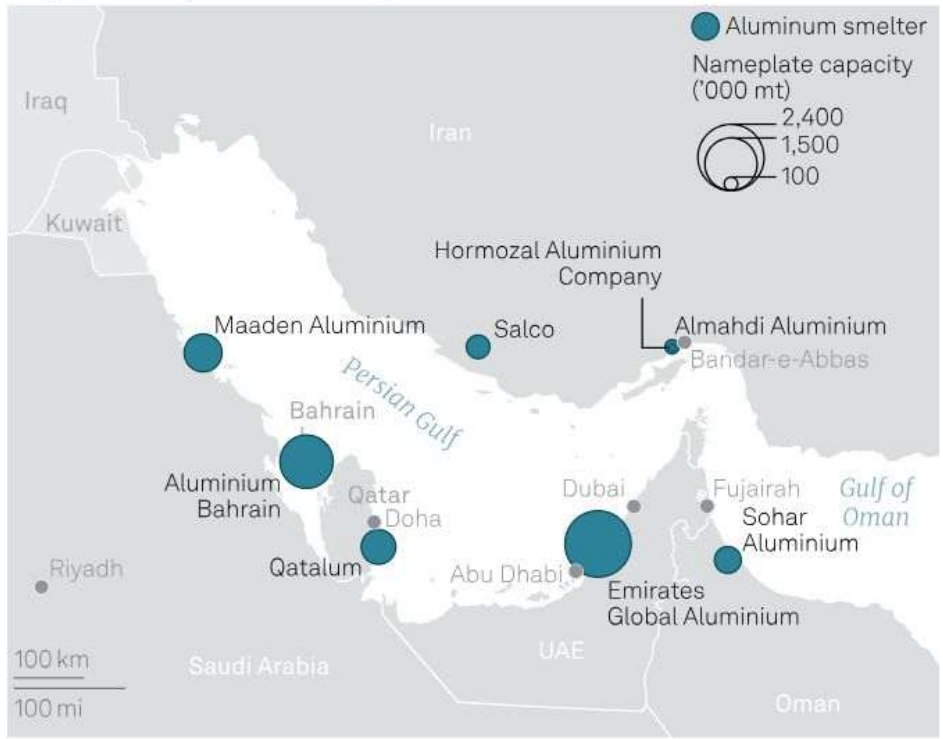 Aluminum smelter
Nameplate capacity
('000 mt)
2,400
1,500
100
Iraq
Iran
Kuwait
Hormozal Aluminium
Company
Maaden Aluminium
Salco
Almahdi Aluminium
Bandar-e-Abbas
Persian Gulf
Bahrain
Aluminium
Bahrain
Qatar
Doha
Qatalum
Dubai
Abu Dhabi
Emirates
Global Aluminium
Fujairah
Sohar
Aluminium
Gulf of
Oman
Riyadh
Saudi Arabia
UAE
Oman
100 km
100 mi